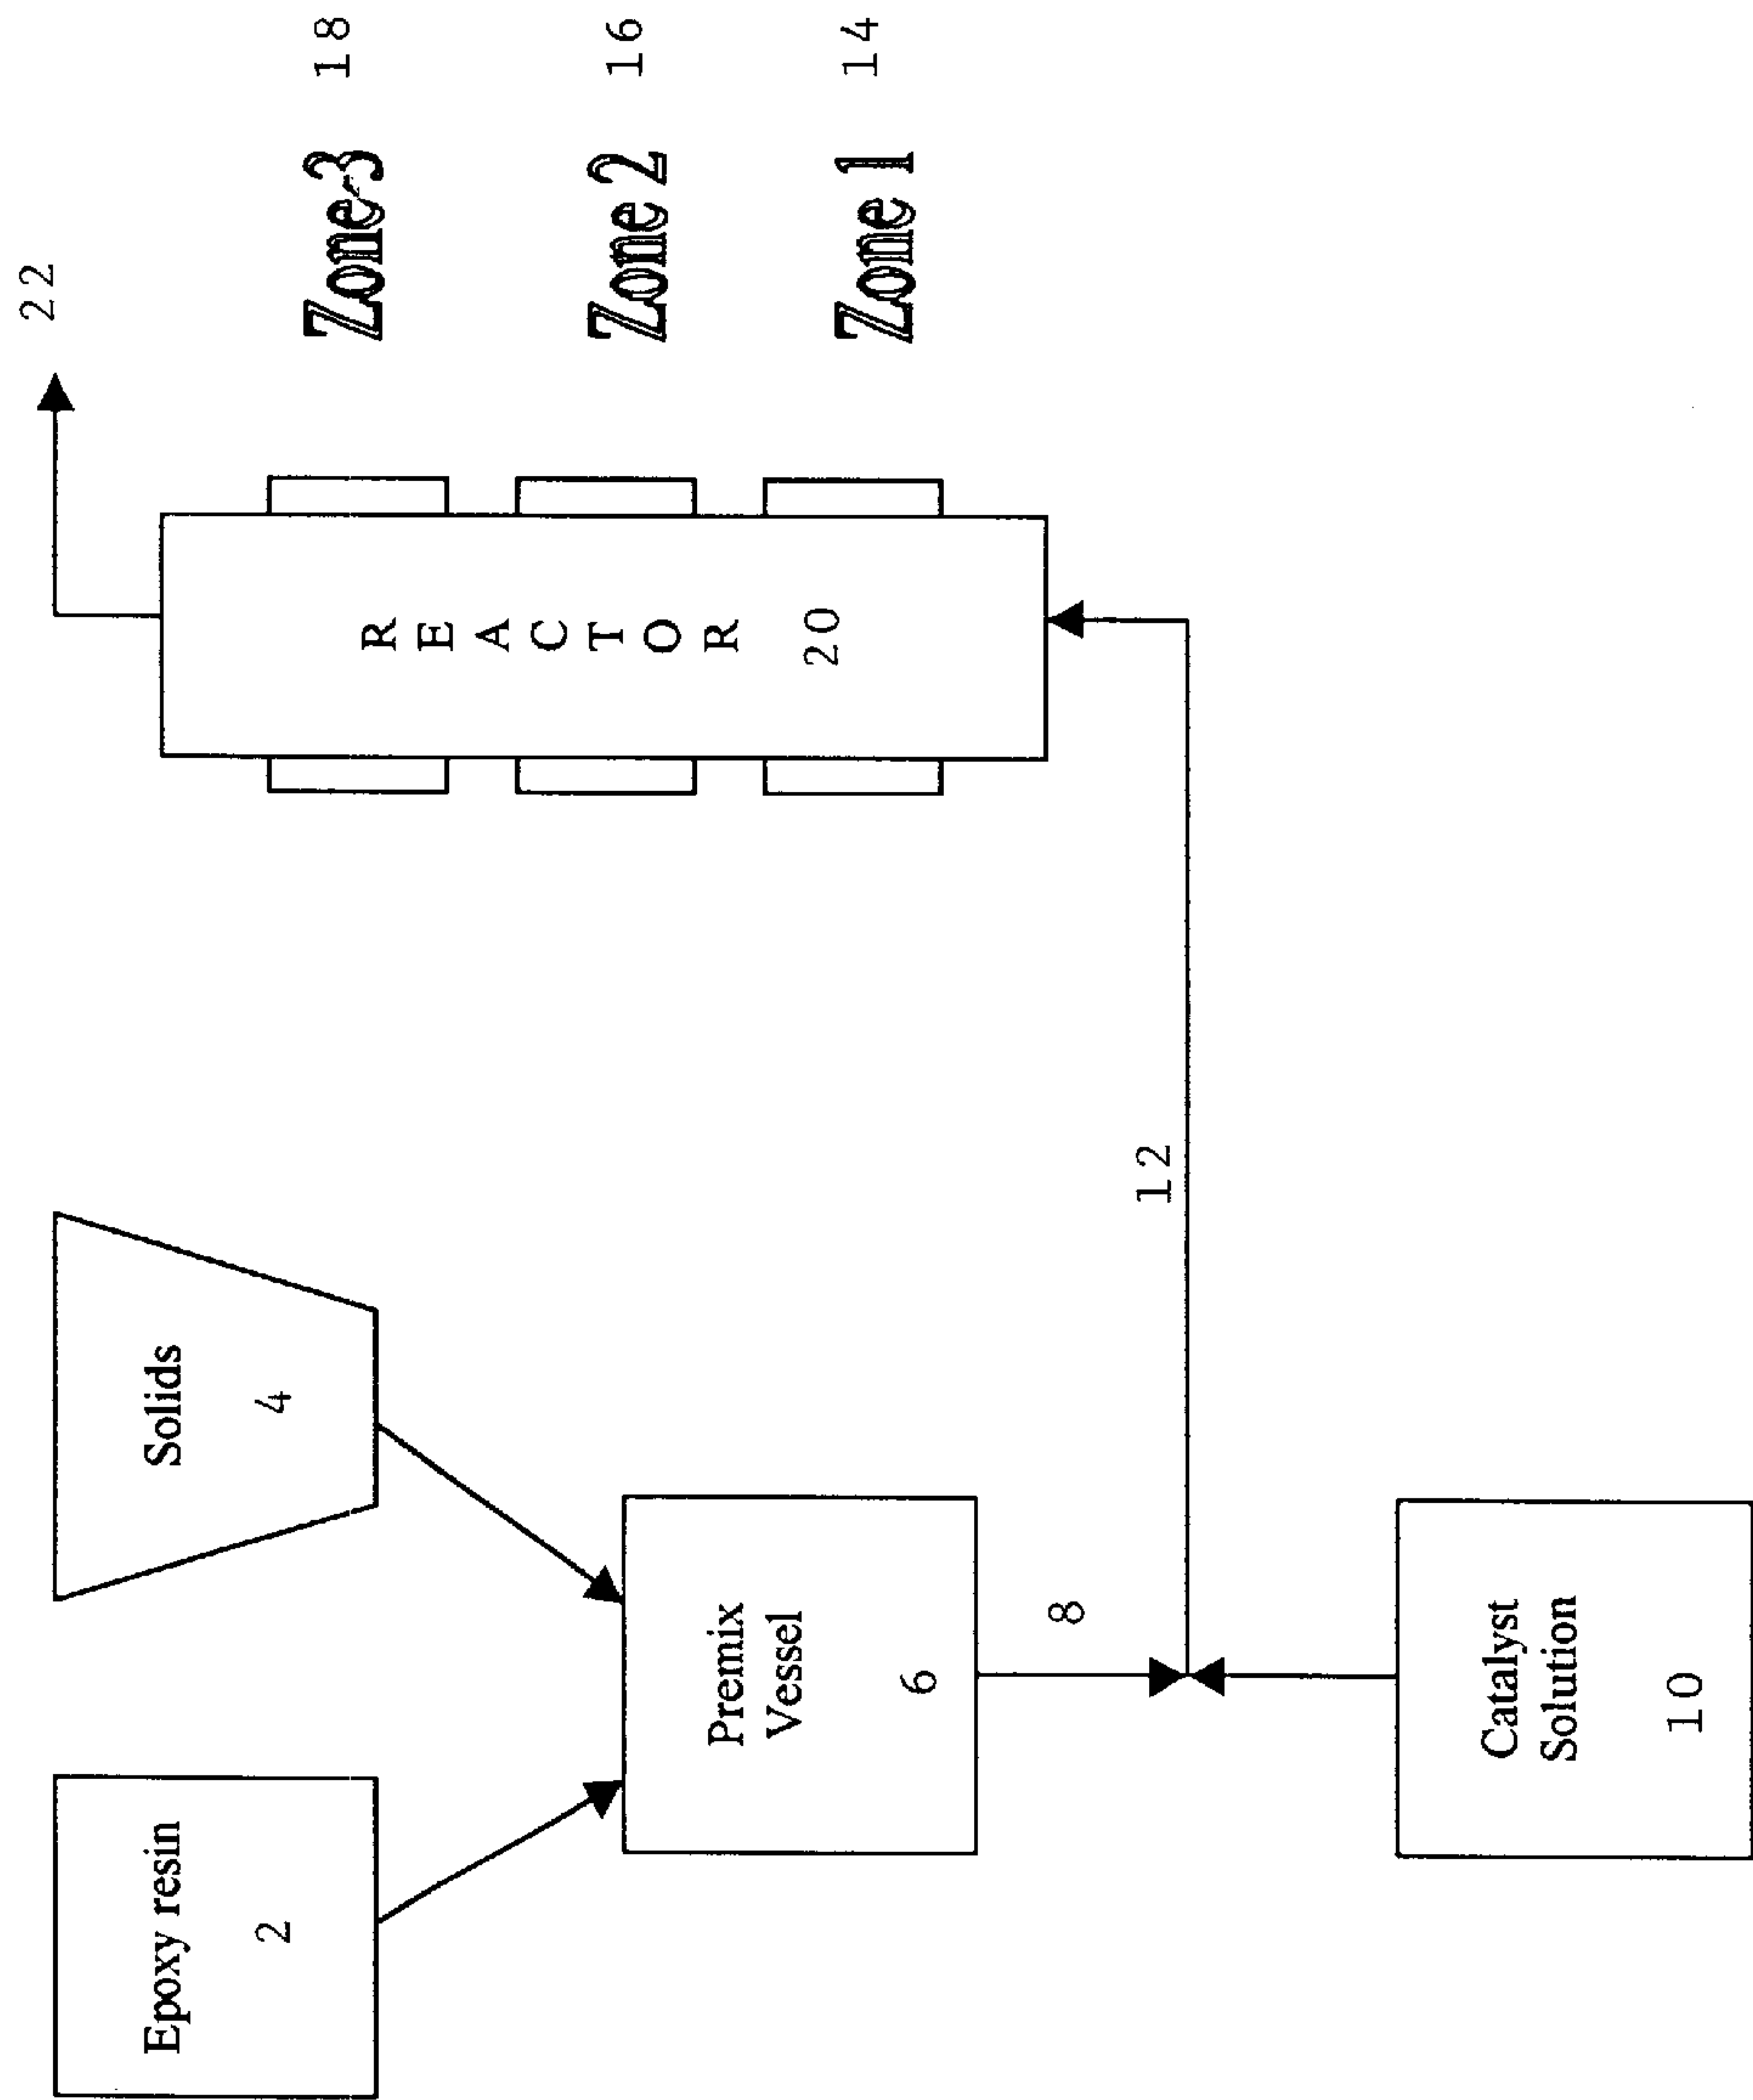 22
Epoxy resin
2
Solids
4
Premix
Vessel
6
8
Catalyst
Solution
10
12
R
E
A
C
T
O
R
20
Zone 3 18
Zone 2 16
Zone 1 14